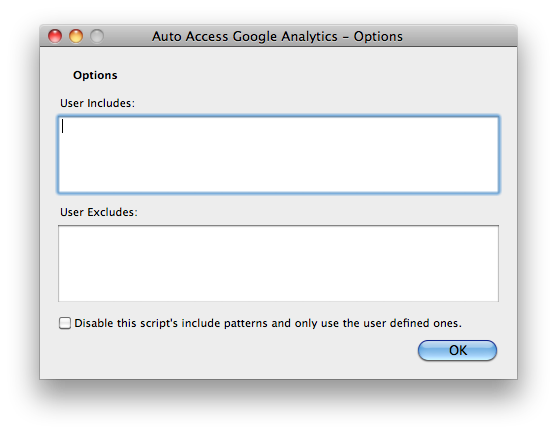 Auto Access Google Analytics – Options
Options
User Includes:
User Excludes:
Disable this script's include patterns and only use the user defined ones.
OK